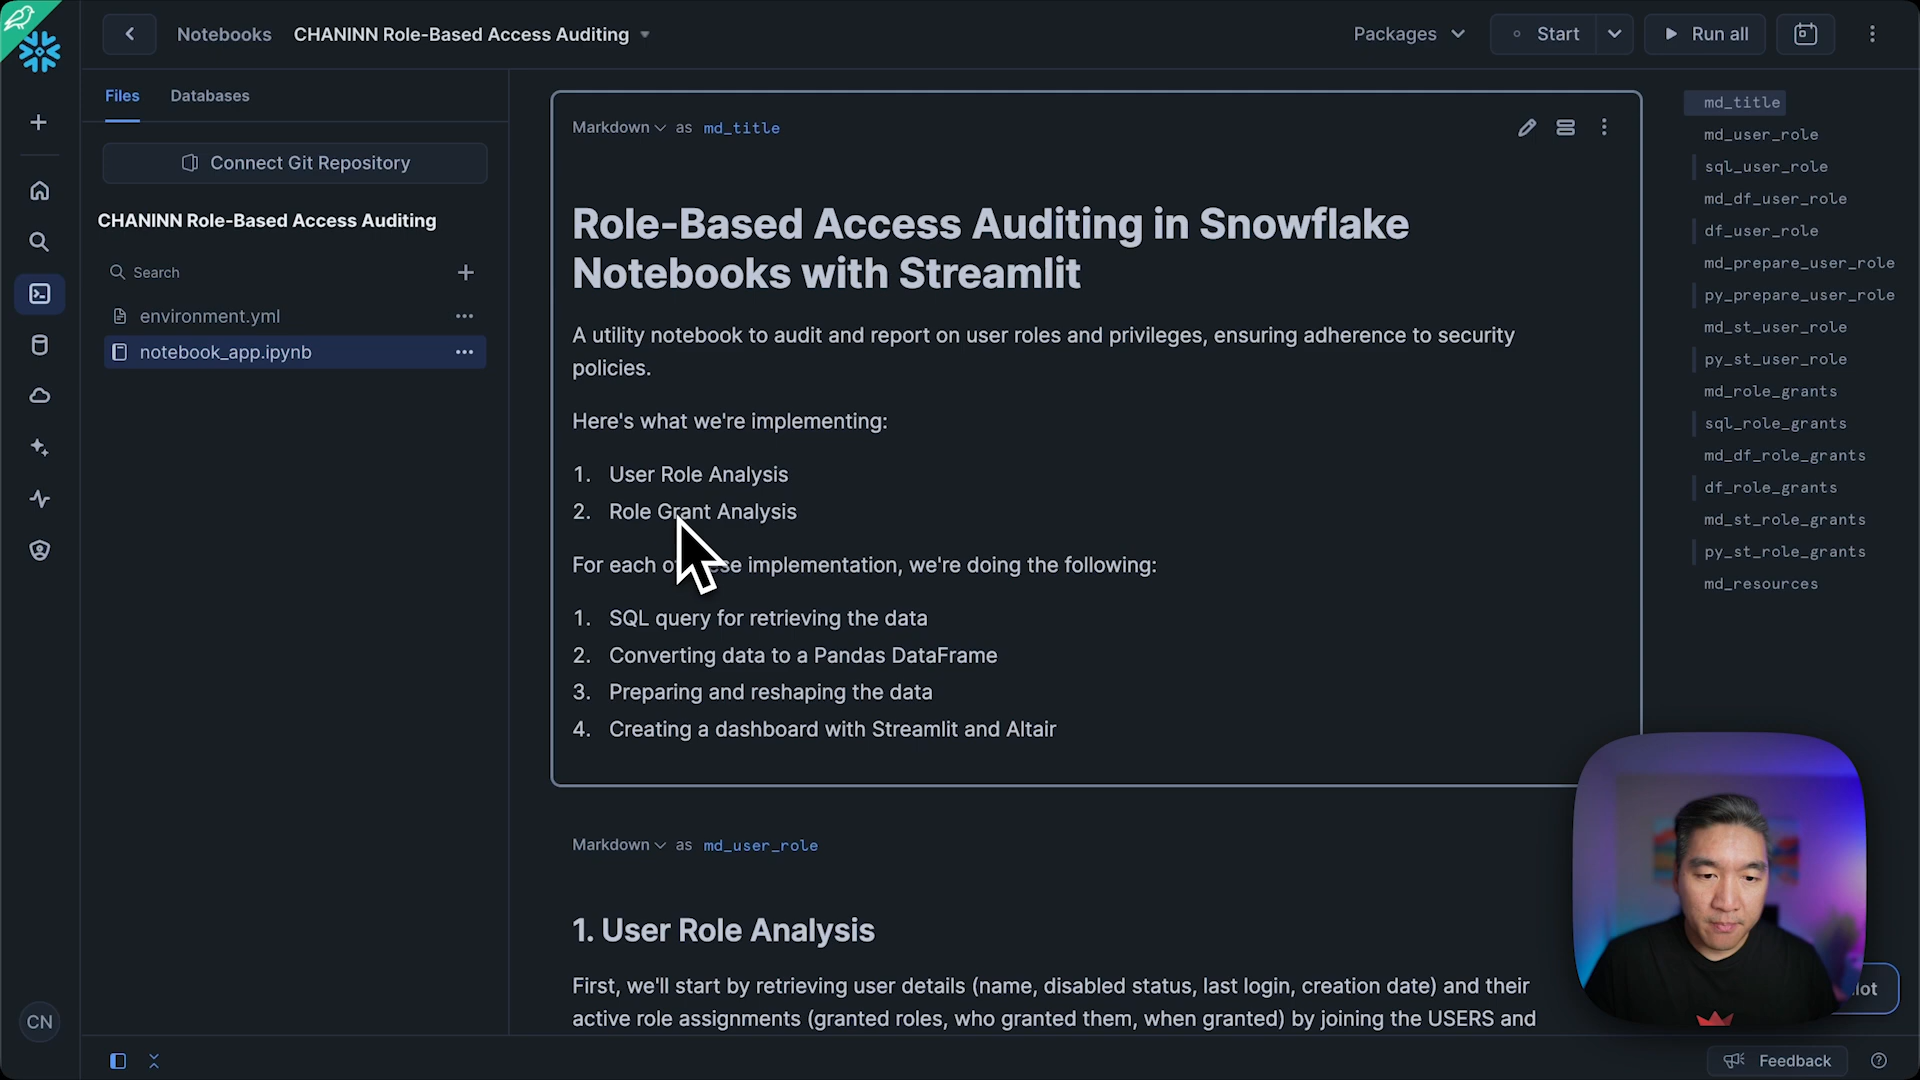 Notebooks CHANINN Role-Based Access Auditing
Packages Start Run all
Files Databases
Connect Git Repository
CHANINN Role-Based Access Auditing
Search
environment.yml
notebook_app.ipynb
CN
Markdown as md_title
Role-Based Access Auditing in Snowflake
Notebooks with Streamlit
A utility notebook to audit and report on user roles and privileges, ensuring adherence to security
policies.
Here's what we're implementing:
1. User Role Analysis
2. Role Grant Analysis
For each implementation, we're doing the following:
1. SQL query for retrieving the data
2. Converting data to a Pandas DataFrame
3. Preparing and reshaping the data
4. Creating a dashboard with Streamlit and Altair
Markdown as md_user_role
1. User Role Analysis
First, we'll start by retrieving user details (name, disabled status, last login, creation date) and their
active role assignments (granted roles, who granted them, when granted) by joining the USERS and
md_title
md_user_role
sql_user_role
md_df_user_role
df_user_role
md_prepare_user_role
py_prepare_user_role
md_st_user_role
py_st_user_role
md_role_grants
sql_role_grants
md_df_role_grants
df_role_grants
md_st_role_grants
py_st_role_grants
md_resources
Feedback